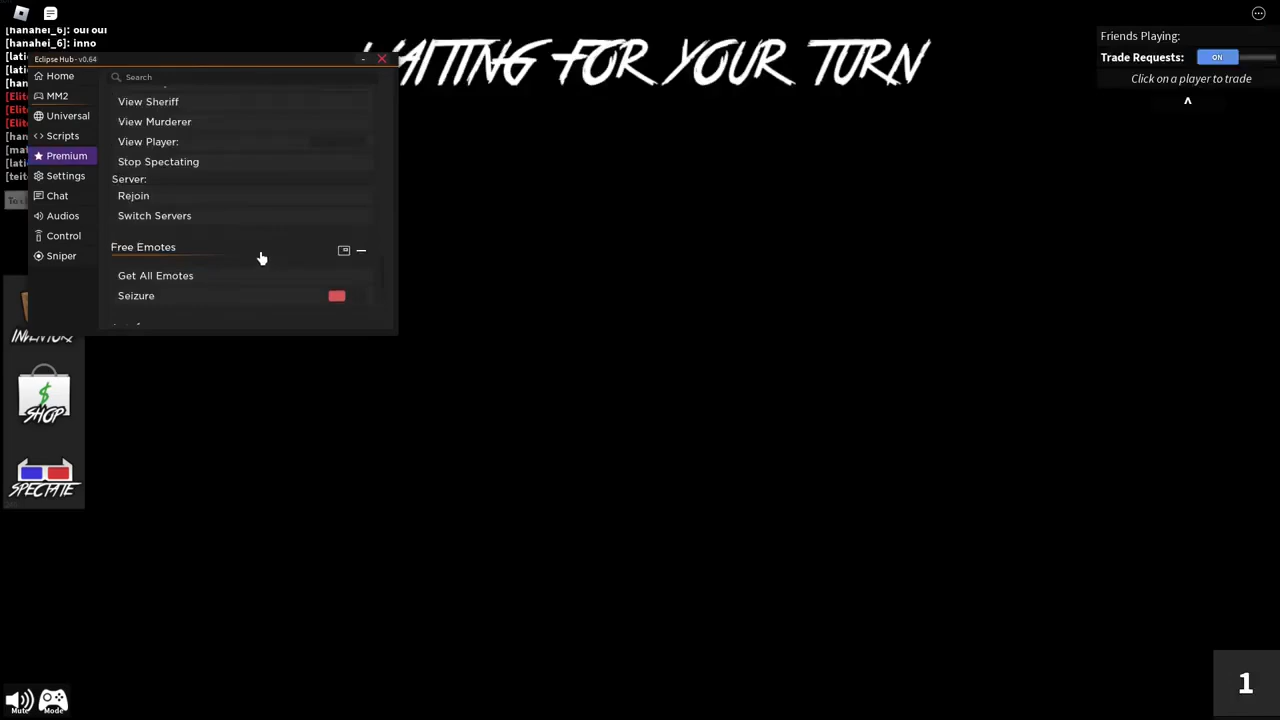 [hanahei_6]: oui oui
[hanahei_6]: inno
WAITING FOR YOUR TURN
Friends Playing:
Trade Requests:
ON
Click on a player to trade
^
Eclipse Hub - v0.64
Home
MM2
Universal
Scripts
Premium
Settings
Chat
Audios
Control
Sniper
Search
View Sheriff
View Murderer
View Player:
Stop Spectating
Server:
Rejoin
Switch Servers
Free Emotes
Get All Emotes
Seizure
INVENTORY
SHOP
SPECTATE
Mute
Mode
1